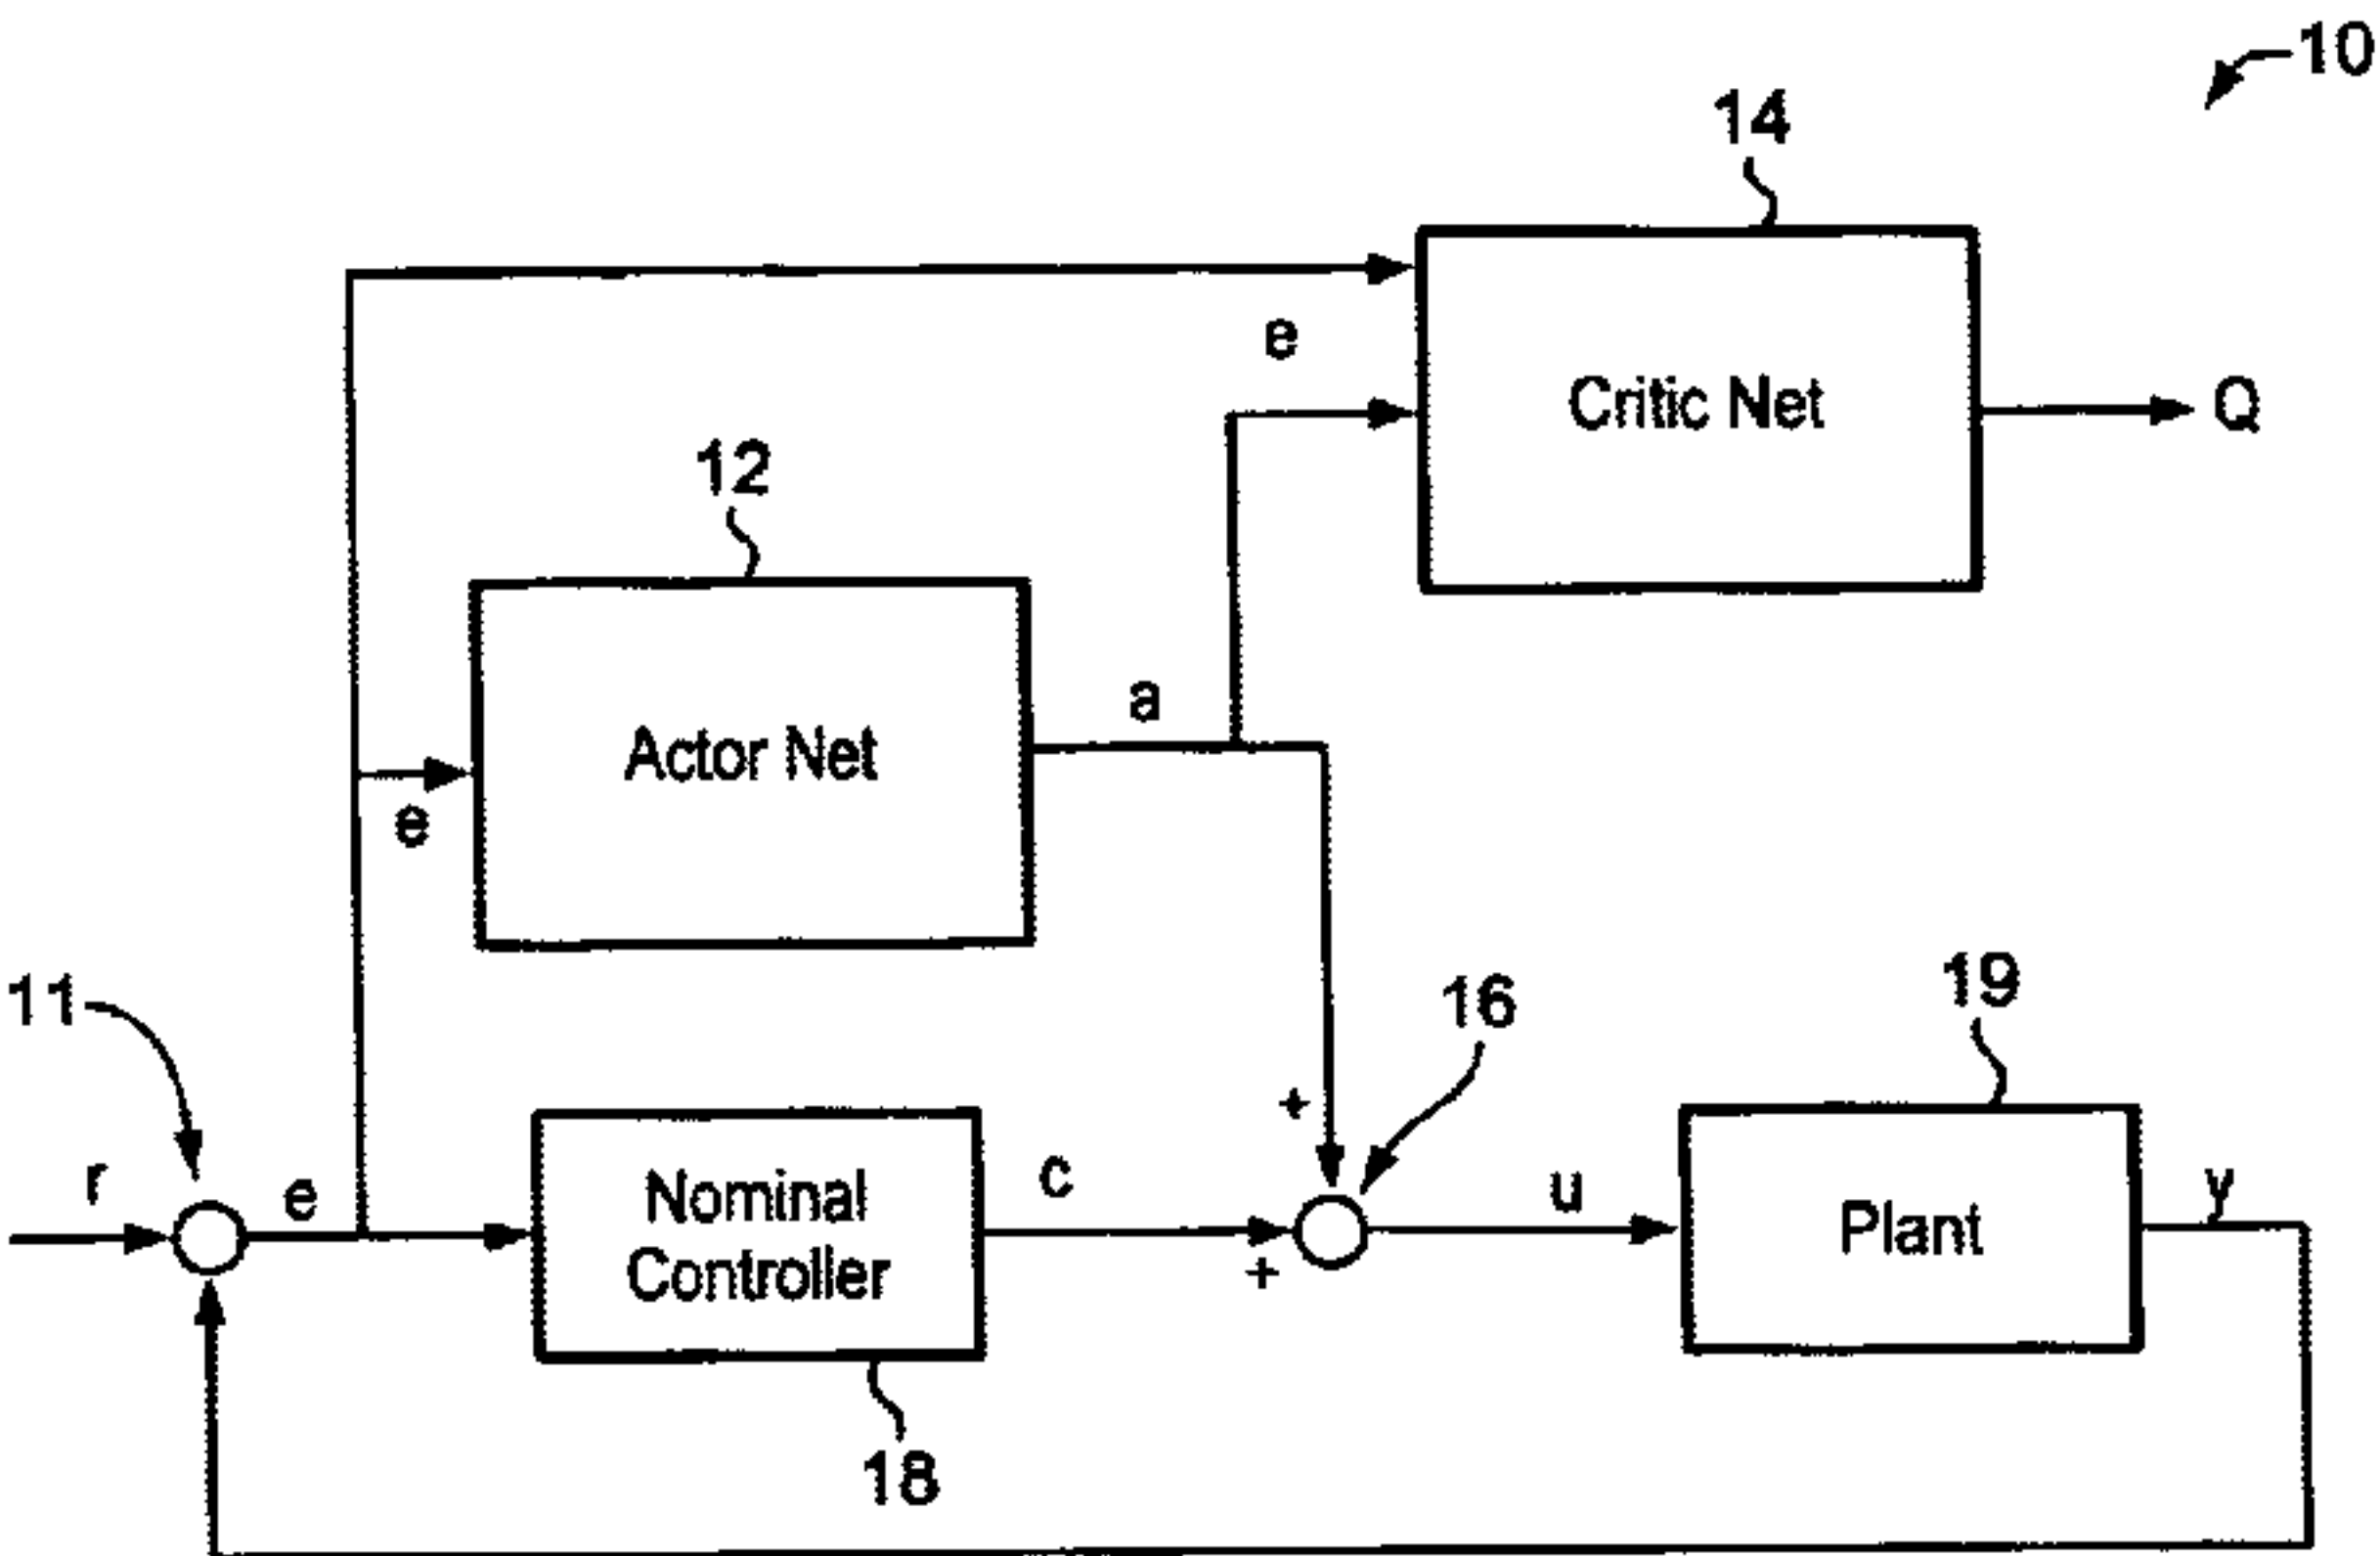 10
14
e
Critic Net
Q
12
a
Actor Net
e
11
16
19
+
r
e
Nominal
Controller
c
+
u
Plant
y
18